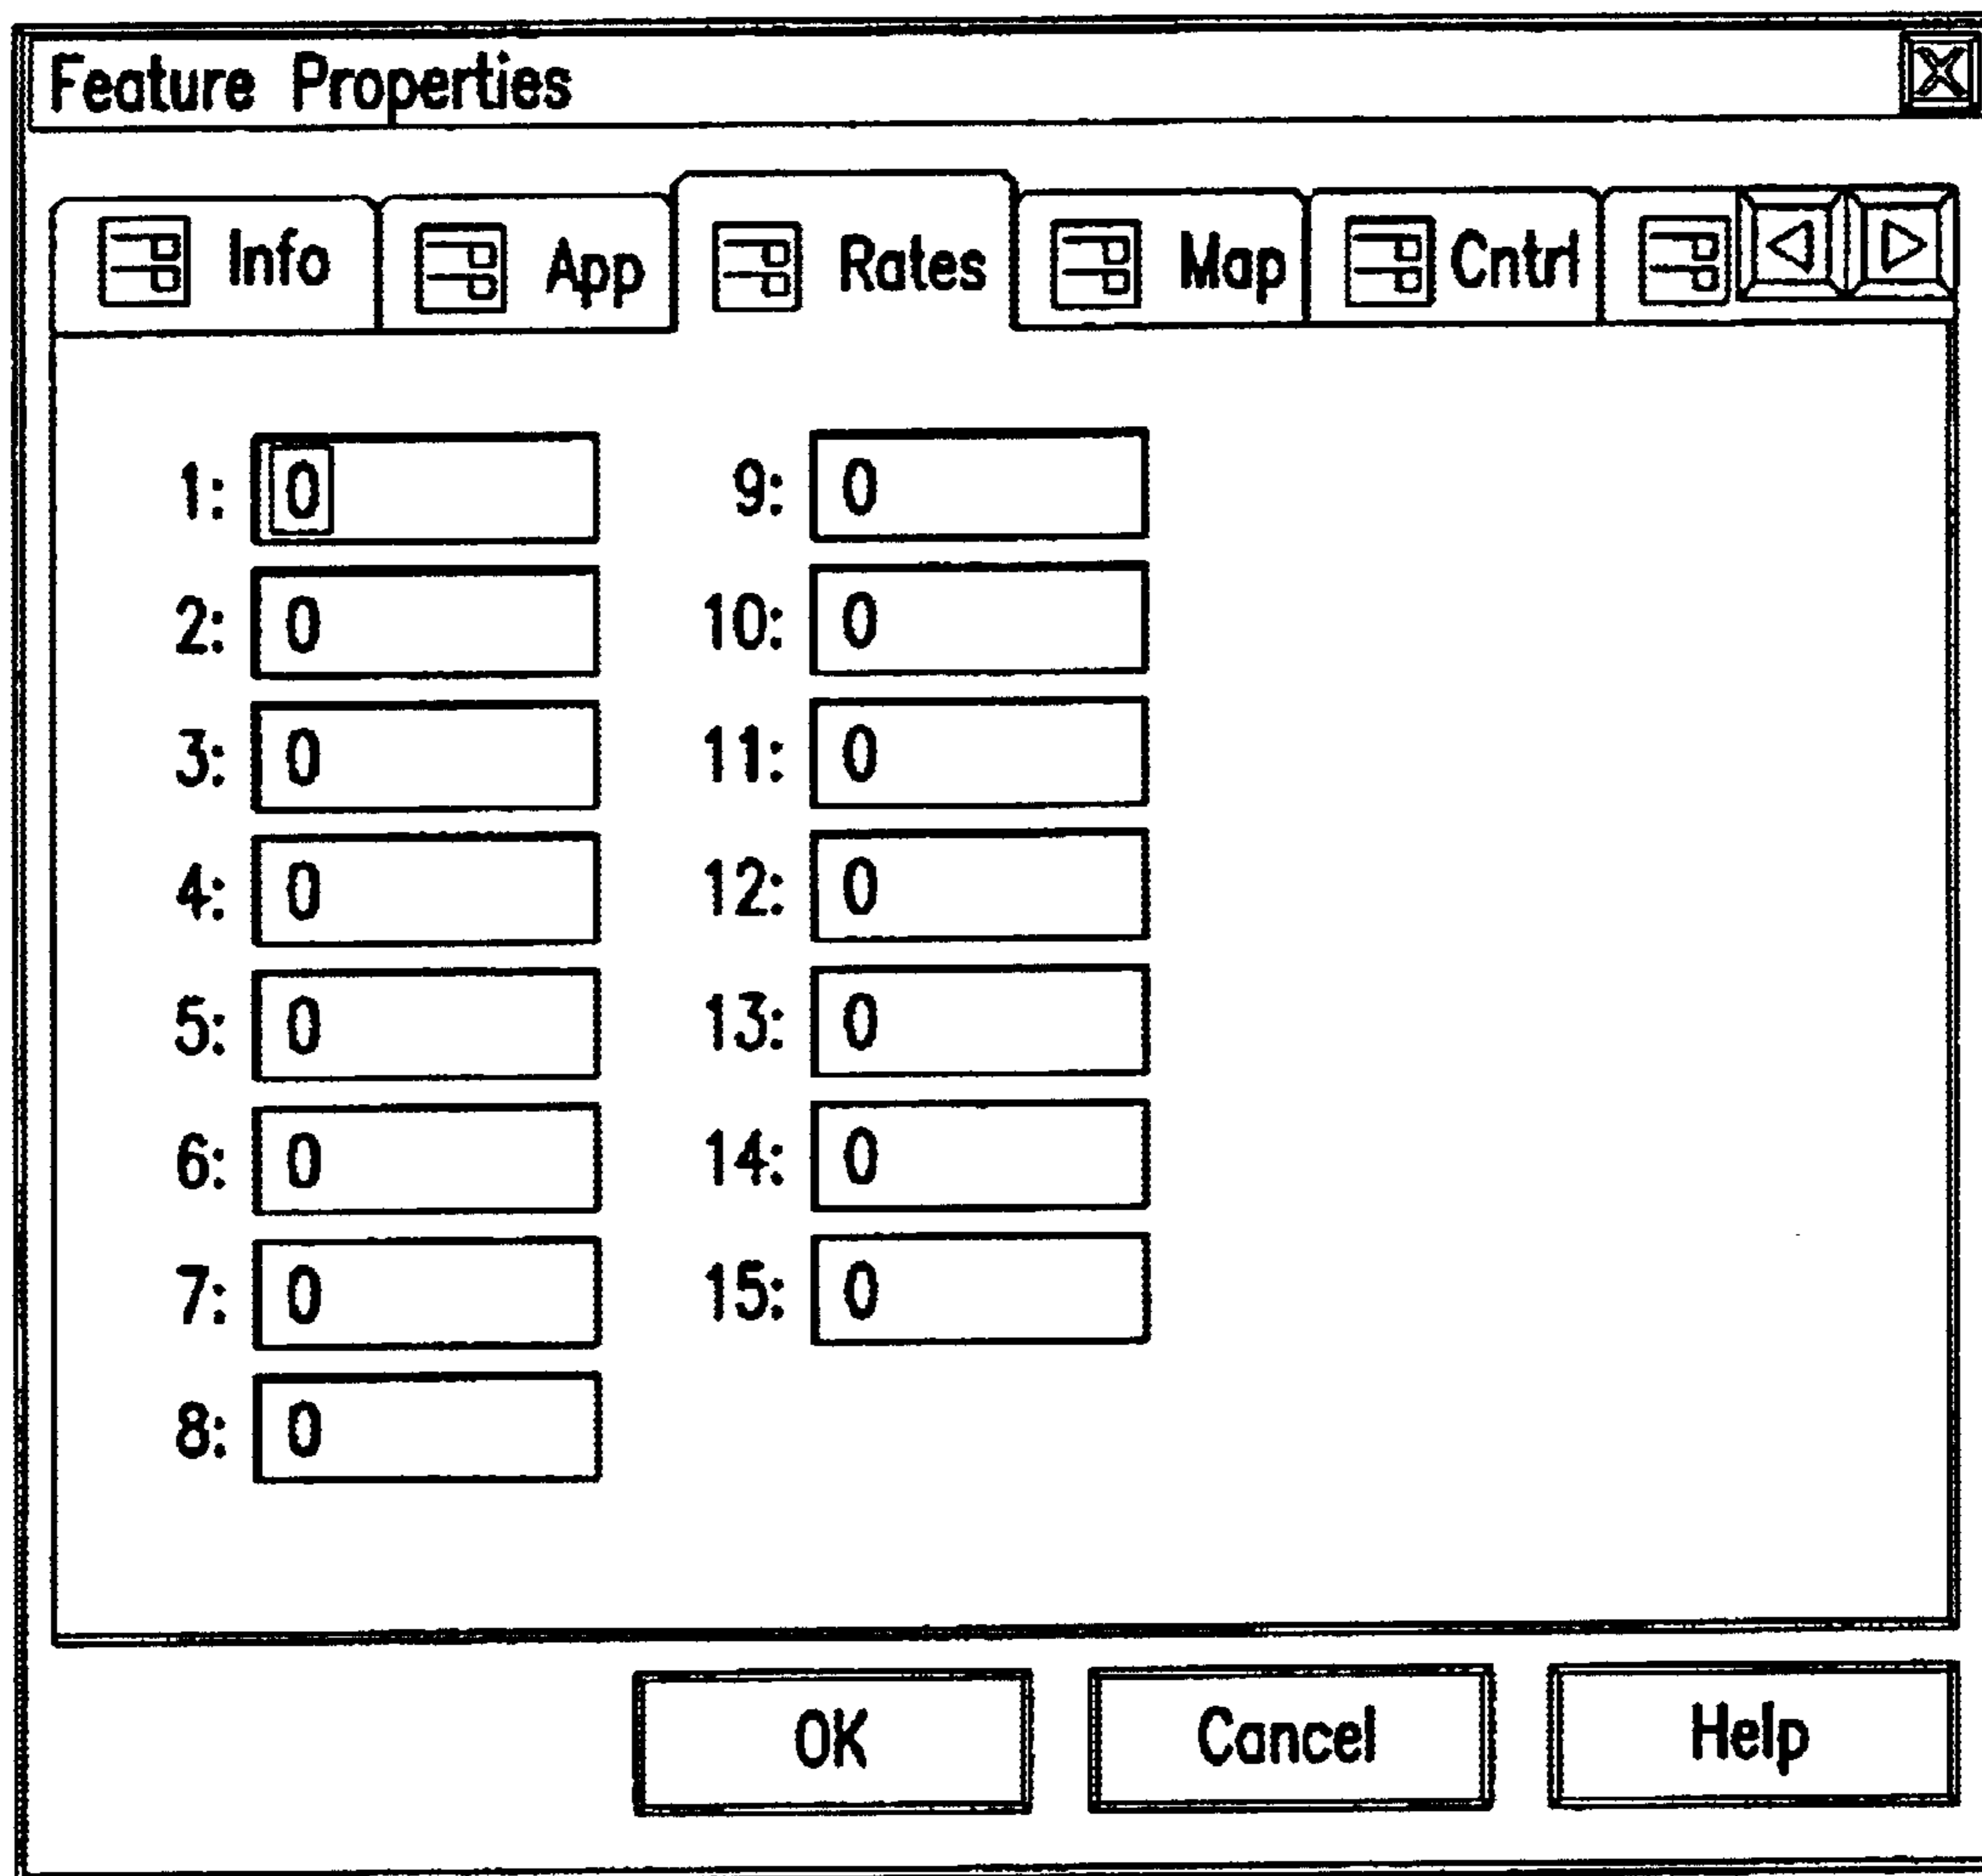 Feature Properties
Info App Rates Map Cntrl
1: 0 9: 0
2: 0 10: 0
3: 0 11: 0
4: 0 12: 0
5: 0 13: 0
6: 0 14: 0
7: 0 15: 0
8: 0
OK Cancel Help